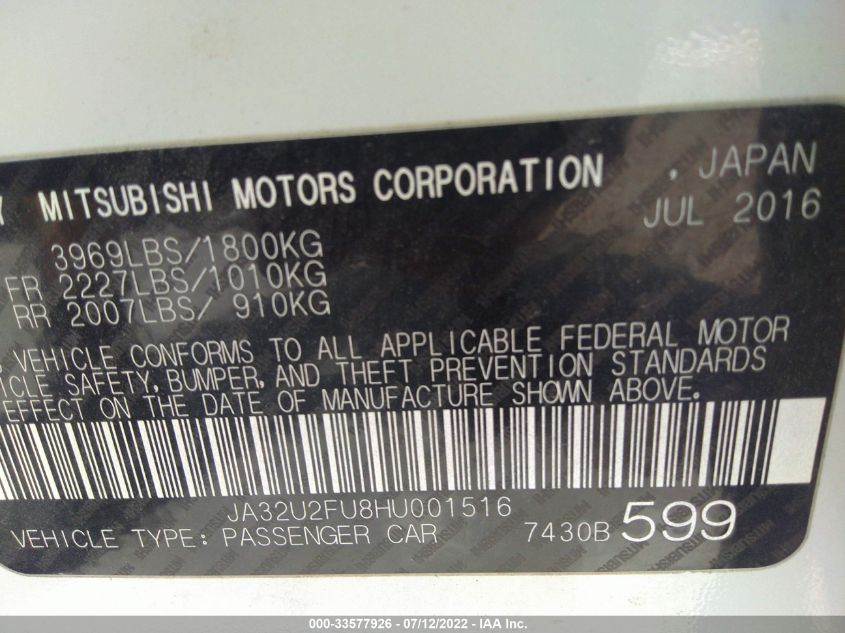 MITSUBISHI MOTORS CORPORATION , JAPAN
JUL 2016
3969LBS/1800KG
FR 2227LBS/1010KG
RR 2007LBS/ 910KG
VEHICLE CONFORMS TO ALL APPLICABLE FEDERAL MOTOR
ICLE SAFETY, BUMPER, AND THEFT PREVENTION STANDARDS
EFFECT ON THE DATE OF MANUFACTURE SHOWN ABOVE.
JA32U2FU8HU001516
VEHICLE TYPE: PASSENGER CAR 7430B 599
000-33577926 - 07/12/2022 - IAA Inc.